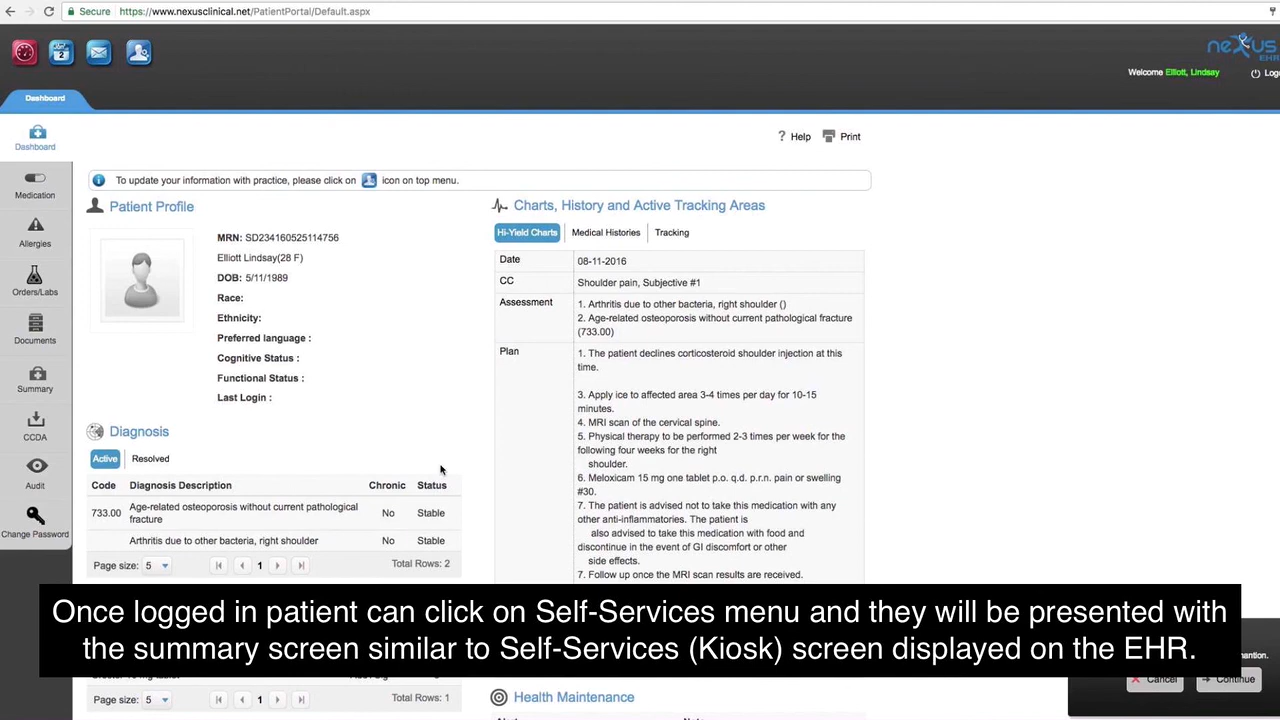 Secure https://www.nexusclinical.net/PatientPortal/Default.aspx
nexus
EHR
Welcome Elliott, Lindsay
Dashboard
Dashboard
Medication
Allergies
Orders/Labs
Documents
Summary
CCDA
Audit
Change Password
? Help Print
To update your information with practice, please click on icon on top menu.
Patient Profile
MRN: SD234160525114756
Elliott Lindsay(28 F)
DOB: 5/11/1989
Race:
Ethnicity:
Preferred language :
Cognitive Status :
Functional Status :
Last Login :
Diagnosis
Active Resolved
Code Diagnosis Description Chronic Status
733.00 Age-related osteoporosis without current pathological fracture No Stable
Arthritis due to other bacteria, right shoulder No Stable
Page size: 5 1 Total Rows: 2
Charts, History and Active Tracking Areas
Hi-Yield Charts Medical Histories Tracking
Date 08-11-2016
CC Shoulder pain, Subjective #1
Assessment 1. Arthritis due to other bacteria, right shoulder ()
2. Age-related osteoporosis without current pathological fracture
(733.00)
Plan 1. The patient declines corticosteroid shoulder injection at this
time.
3. Apply ice to affected area 3-4 times per day for 10-15
minutes.
4. MRI scan of the cervical spine.
5. Physical therapy to be performed 2-3 times per week for the
following four weeks for the right
shoulder.
6. Meloxicam 15 mg one tablet p.o. q.d. p.r.n. pain or swelling
#30.
7. The patient is advised not to take this medication with any
other anti-inflammatories. The patient is
also advised to take this medication with food and
discontinue in the event of GI discomfort or other
side effects.
7. Follow up once the MRI scan results are received.
Once logged in patient can click on Self-Services menu and they will be presented with
the summary screen similar to Self-Services (Kiosk) screen displayed on the EHR.
Page size: 5 1 Total Rows: 1
Health Maintenance
Cancel Continue